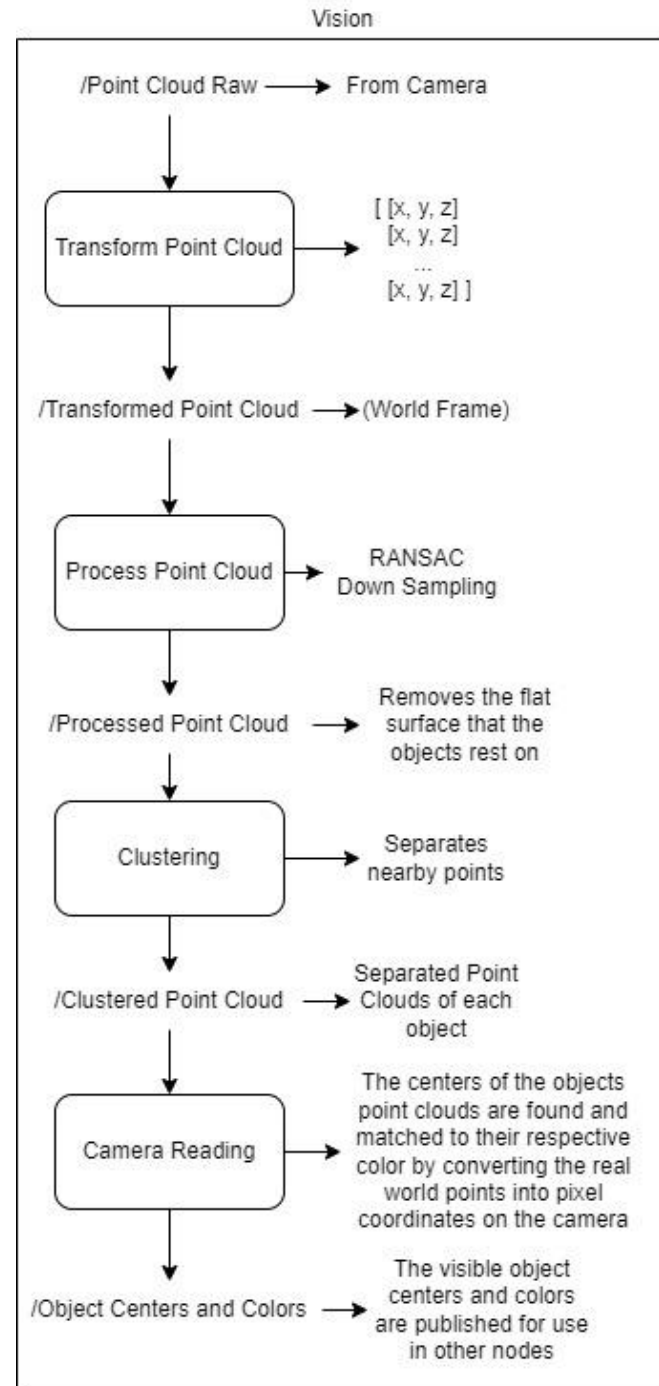 Vision
/Point Cloud Raw
From Camera
Transform Point Cloud
[ [x, y, z]
[x, y, z]
...
[x, y, z] ]
/Transformed Point Cloud
(World Frame)
Process Point Cloud
RANSAC
Down Sampling
/Processed Point Cloud
Removes the flat
surface that the
objects rest on
Clustering
Separates
nearby points
/Clustered Point Cloud
Separated Point
Clouds of each
object
Camera Reading
The centers of the objects
point clouds are found and
matched to their respective
color by converting the real
world points into pixel
coordinates on the camera
/Object Centers and Colors
The visible object
centers and colors
are published for use
in other nodes